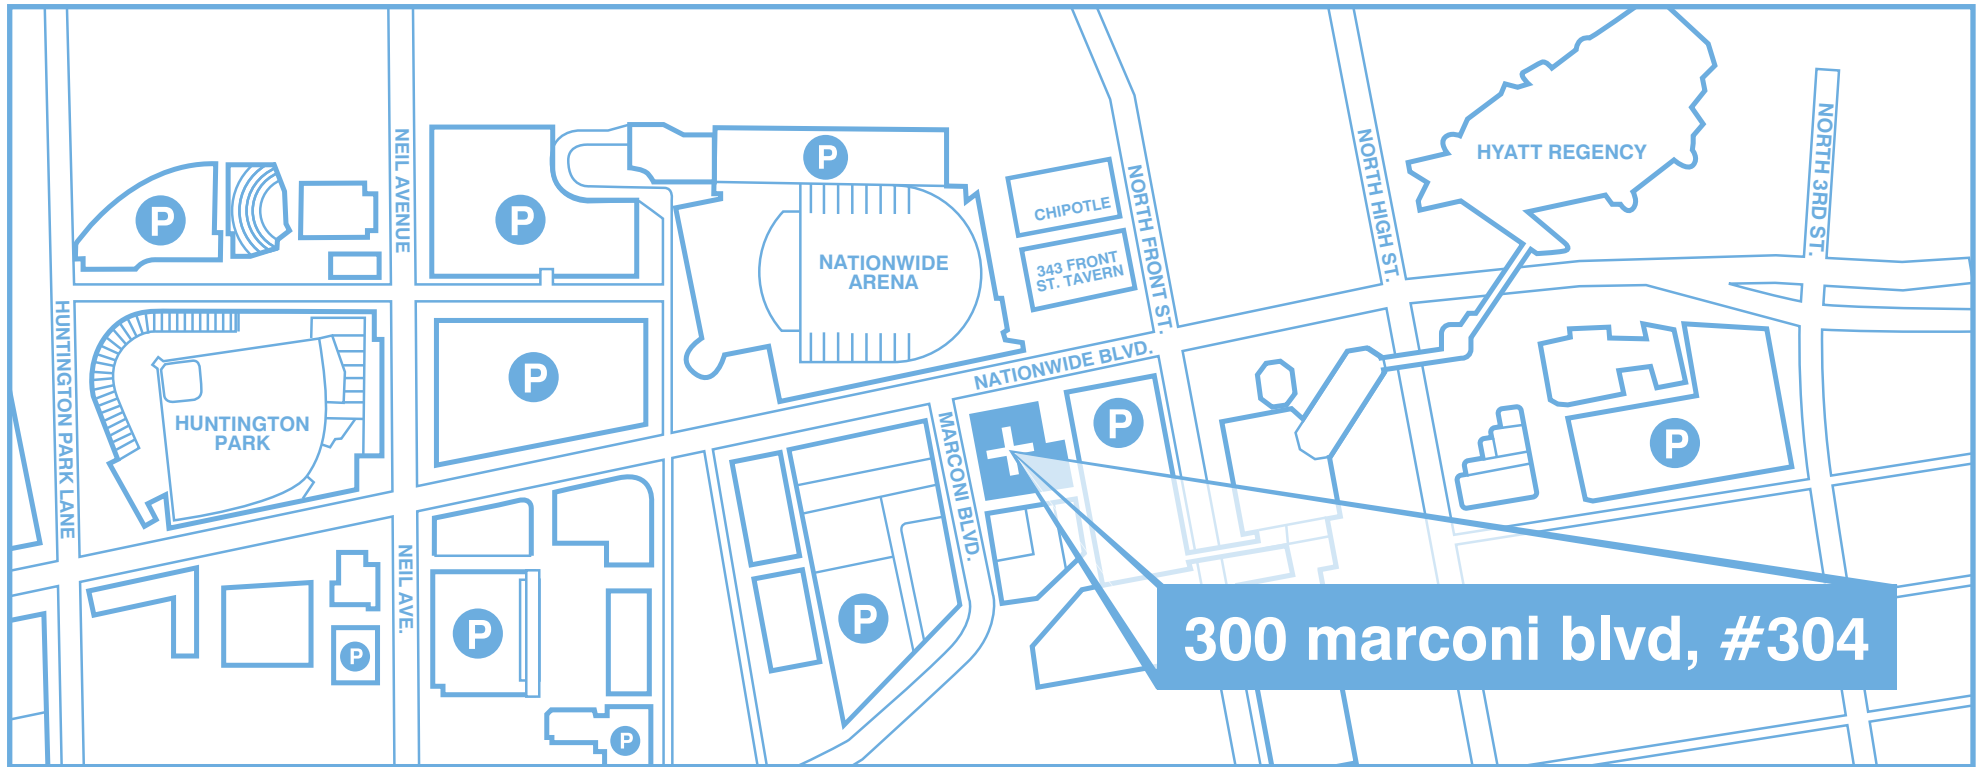 NEIL AVENUE
P
P
P
CHIPOTLE
343 FRONT
ST. TAVERN
NORTH FRONT ST.
NORTH HIGH ST.
HYATT REGENCY
NORTH 3RD ST.
NATIONWIDE
ARENA
HUNTINGTON PARK LANE
HUNTINGTON
PARK
P
NATIONWIDE BLVD.
MARCONI BLVD.
P
P
NEIL AVE.
P
P
P
P
300 marconi blvd, #304